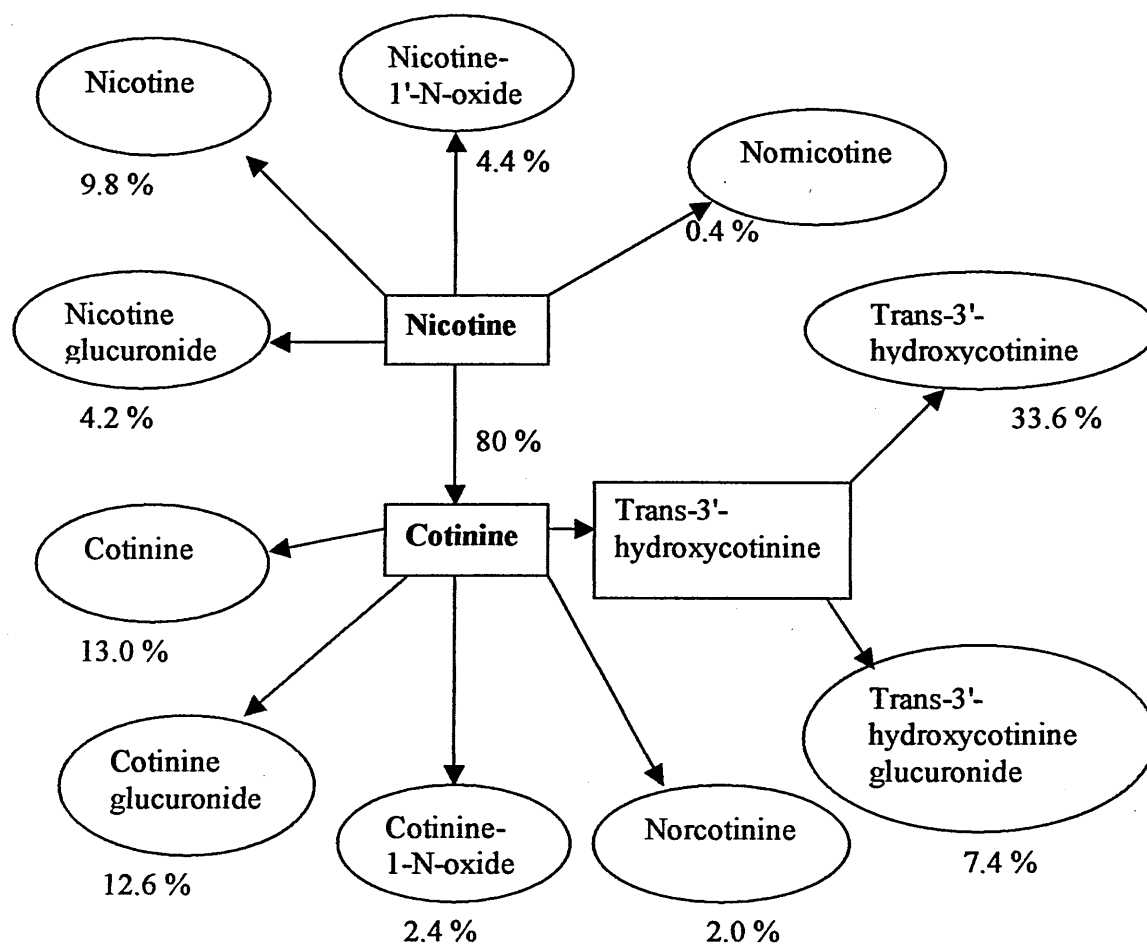 Nicotine
9.8 %
Nicotine-
1'-N-oxide
4.4 %
Nornicotine
0.4 %
Nicotine
glucuronide
4.2 %
Nicotine
80 %
Trans-3'-
hydroxycotinine
33.6 %
Cotinine
13.0 %
Cotinine
Trans-3'-
hydroxycotinine
Cotinine
glucuronide
12.6 %
Cotinine-
1-N-oxide
2.4 %
Norcotinine
2.0 %
Trans-3'-
hydroxycotinine
glucuronide
7.4 %